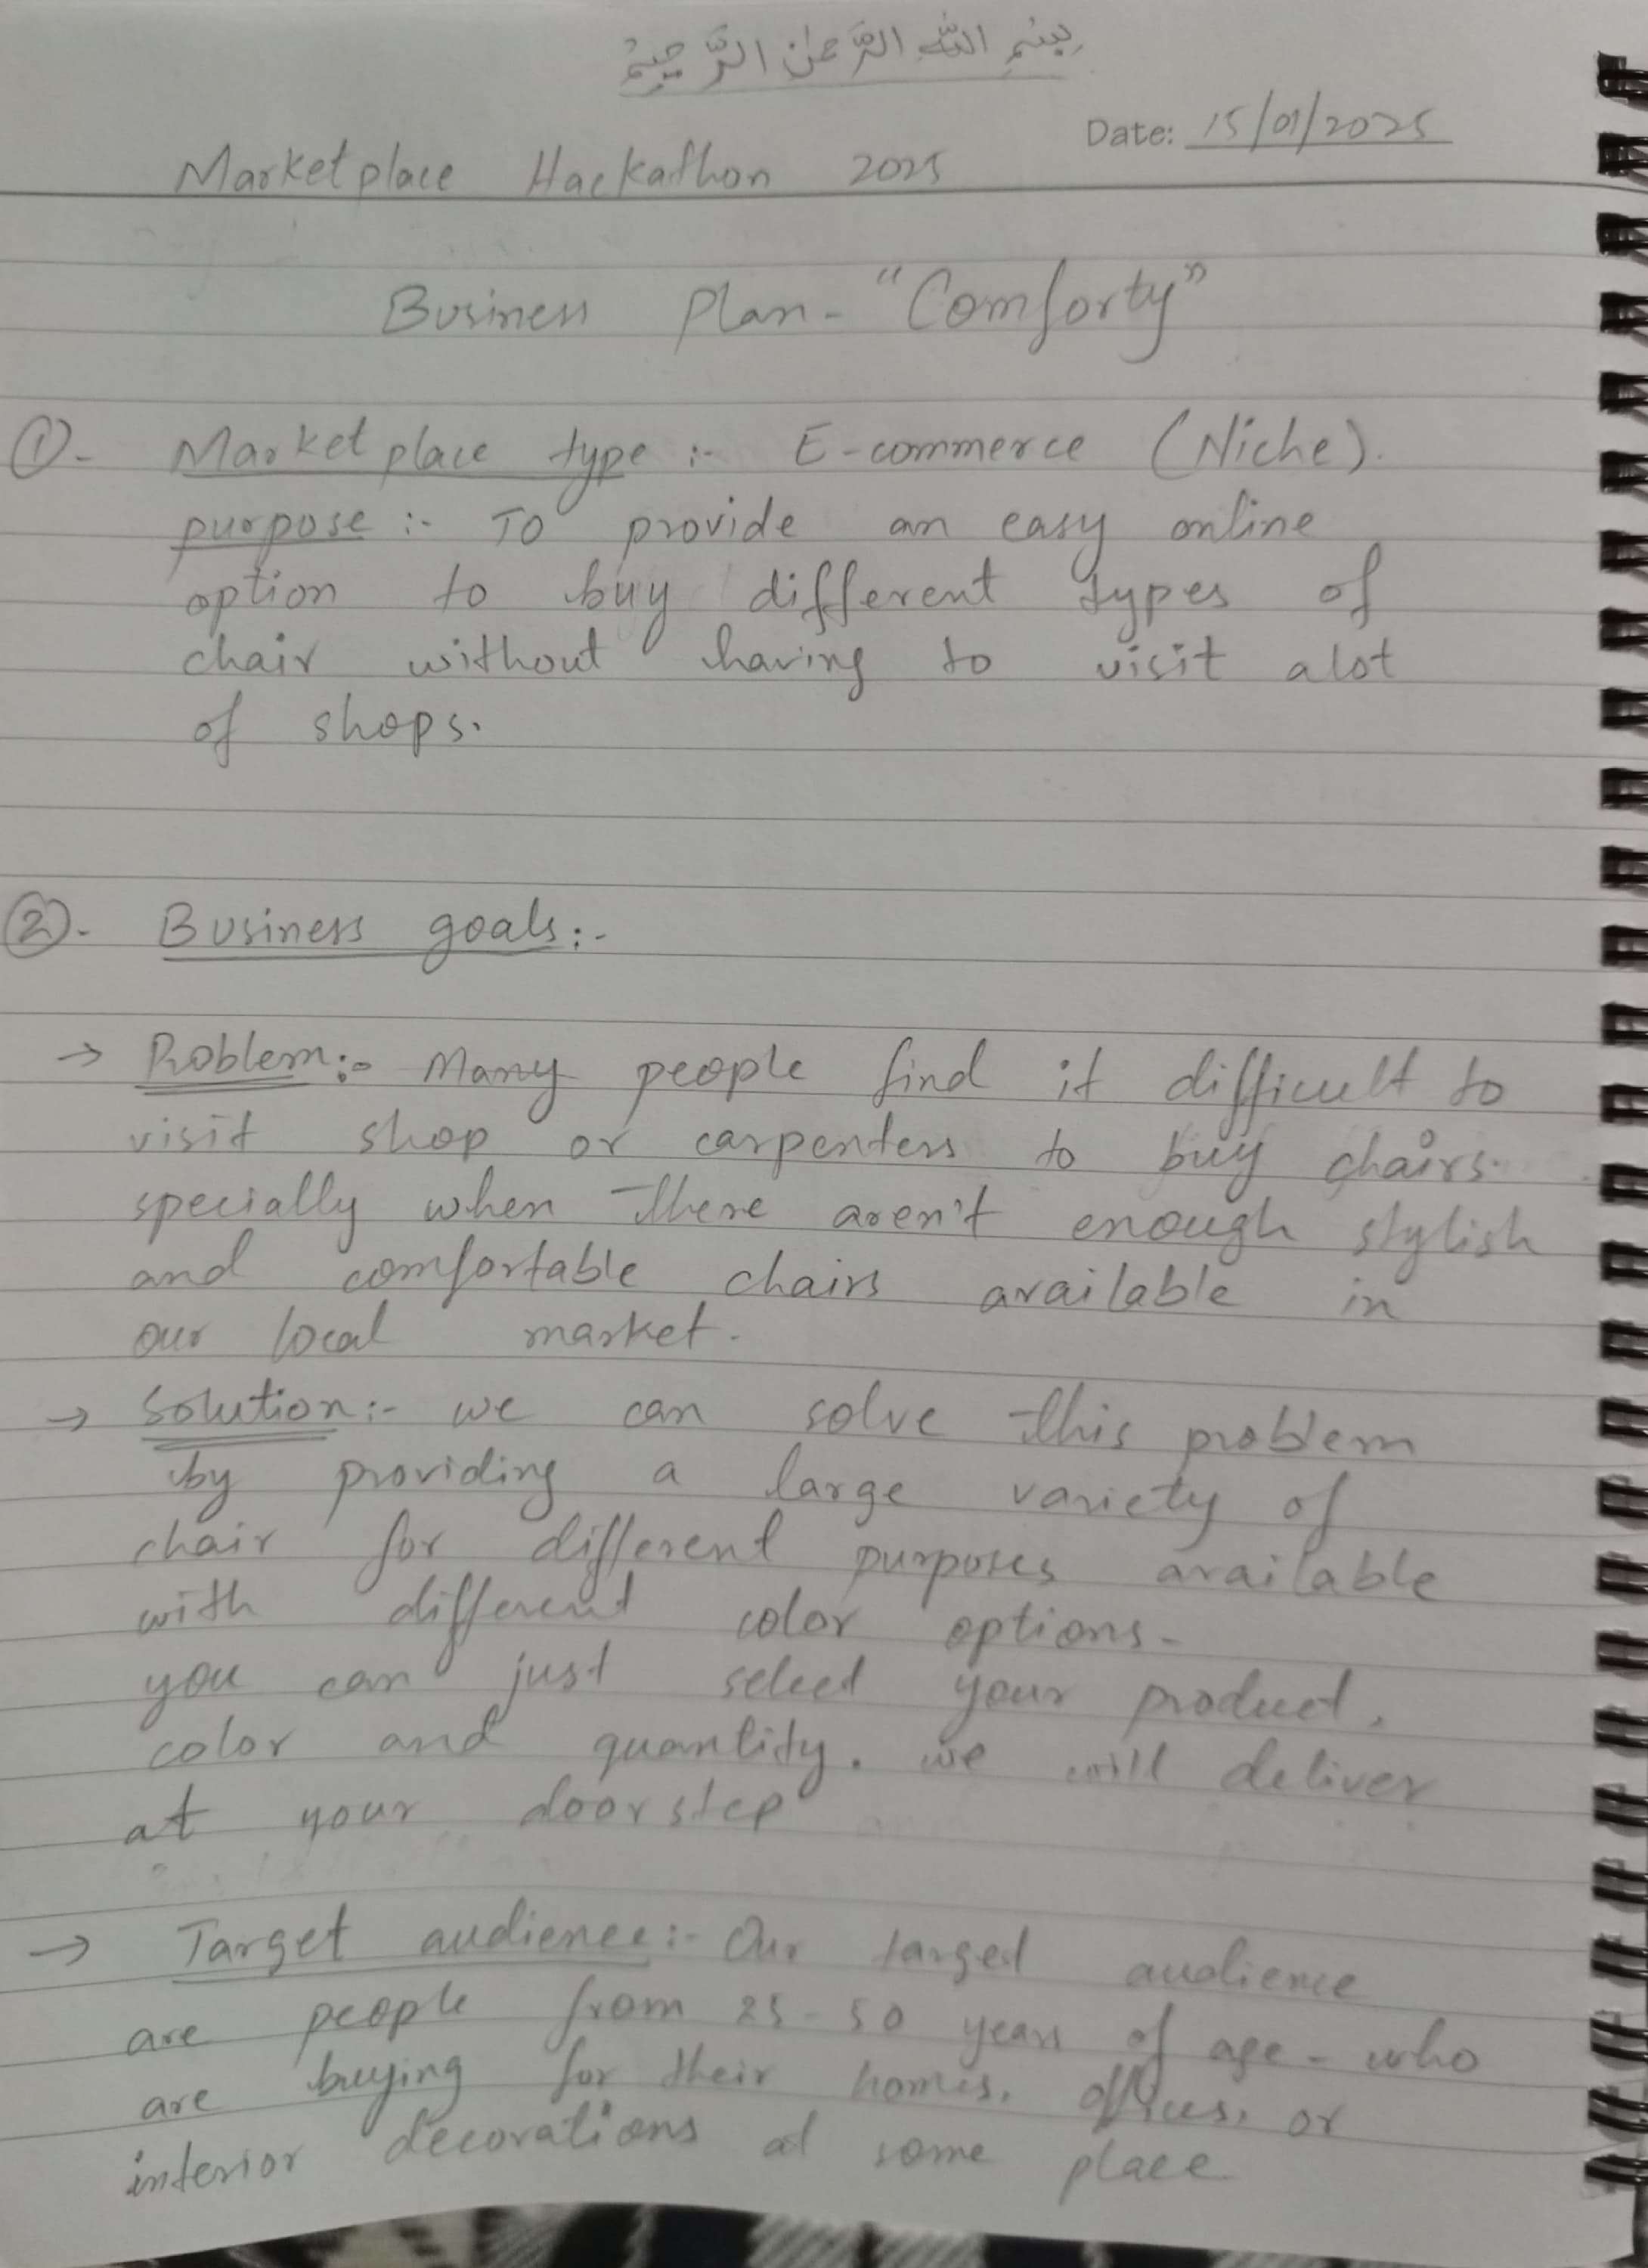 بِسْمِ اللهِ الرَّحْمٰنِ الرَّحِيْمِ
Date: 15/01/2025
Marketplace Hackathon 2025
Business Plan - "Comforty"
①- Marketplace type :- E-commerce (Niche).
purpose :- To provide an easy online
option to buy different types of
chair without having to visit alot
of shops.
②- Business goals:-
→ Problem:- Many people find it difficult to
visit shop or carpenters to buy chairs.
specially when there aren't enough stylish
and comfortable chairs available in
our local market.
→ Solution:- we can solve this problem
by providing a large variety of
chair for different purposes available
with different color options-
you can just select your product,
color and quantity. we will deliver
at your doorstep
→ Target audience:- Our targed audience
are people from 25-50 years of age - who
are buying for their homes, offices, or
interior decorations at some place